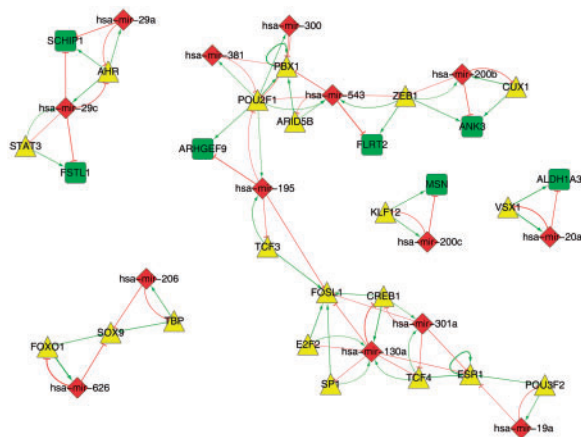 hsa-mir-29a
SCHIP1
AHR
hsa-mir-29c
STAT3
FSTL1
hsa-mir-300
hsa-mir-381
PBX1
POU2F1
hsa-mir-543
ARID5B
ZEB1
hsa-mir-200b
CUX1
ANK3
FLRT2
ARHGEF9
hsa-mir-195
TCF3
MSN
KLF12
hsa-mir-200c
ALDH1A3
VSX1
hsa-mir-20a
hsa-mir-206
TBP
SOX9
FOXO1
hsa-mir-626
FOSL1
CREB1
hsa-mir-301a
E2F2
hsa-mir-130a
SP1
TCF4
ESR1
POU3F2
hsa-mir-19a